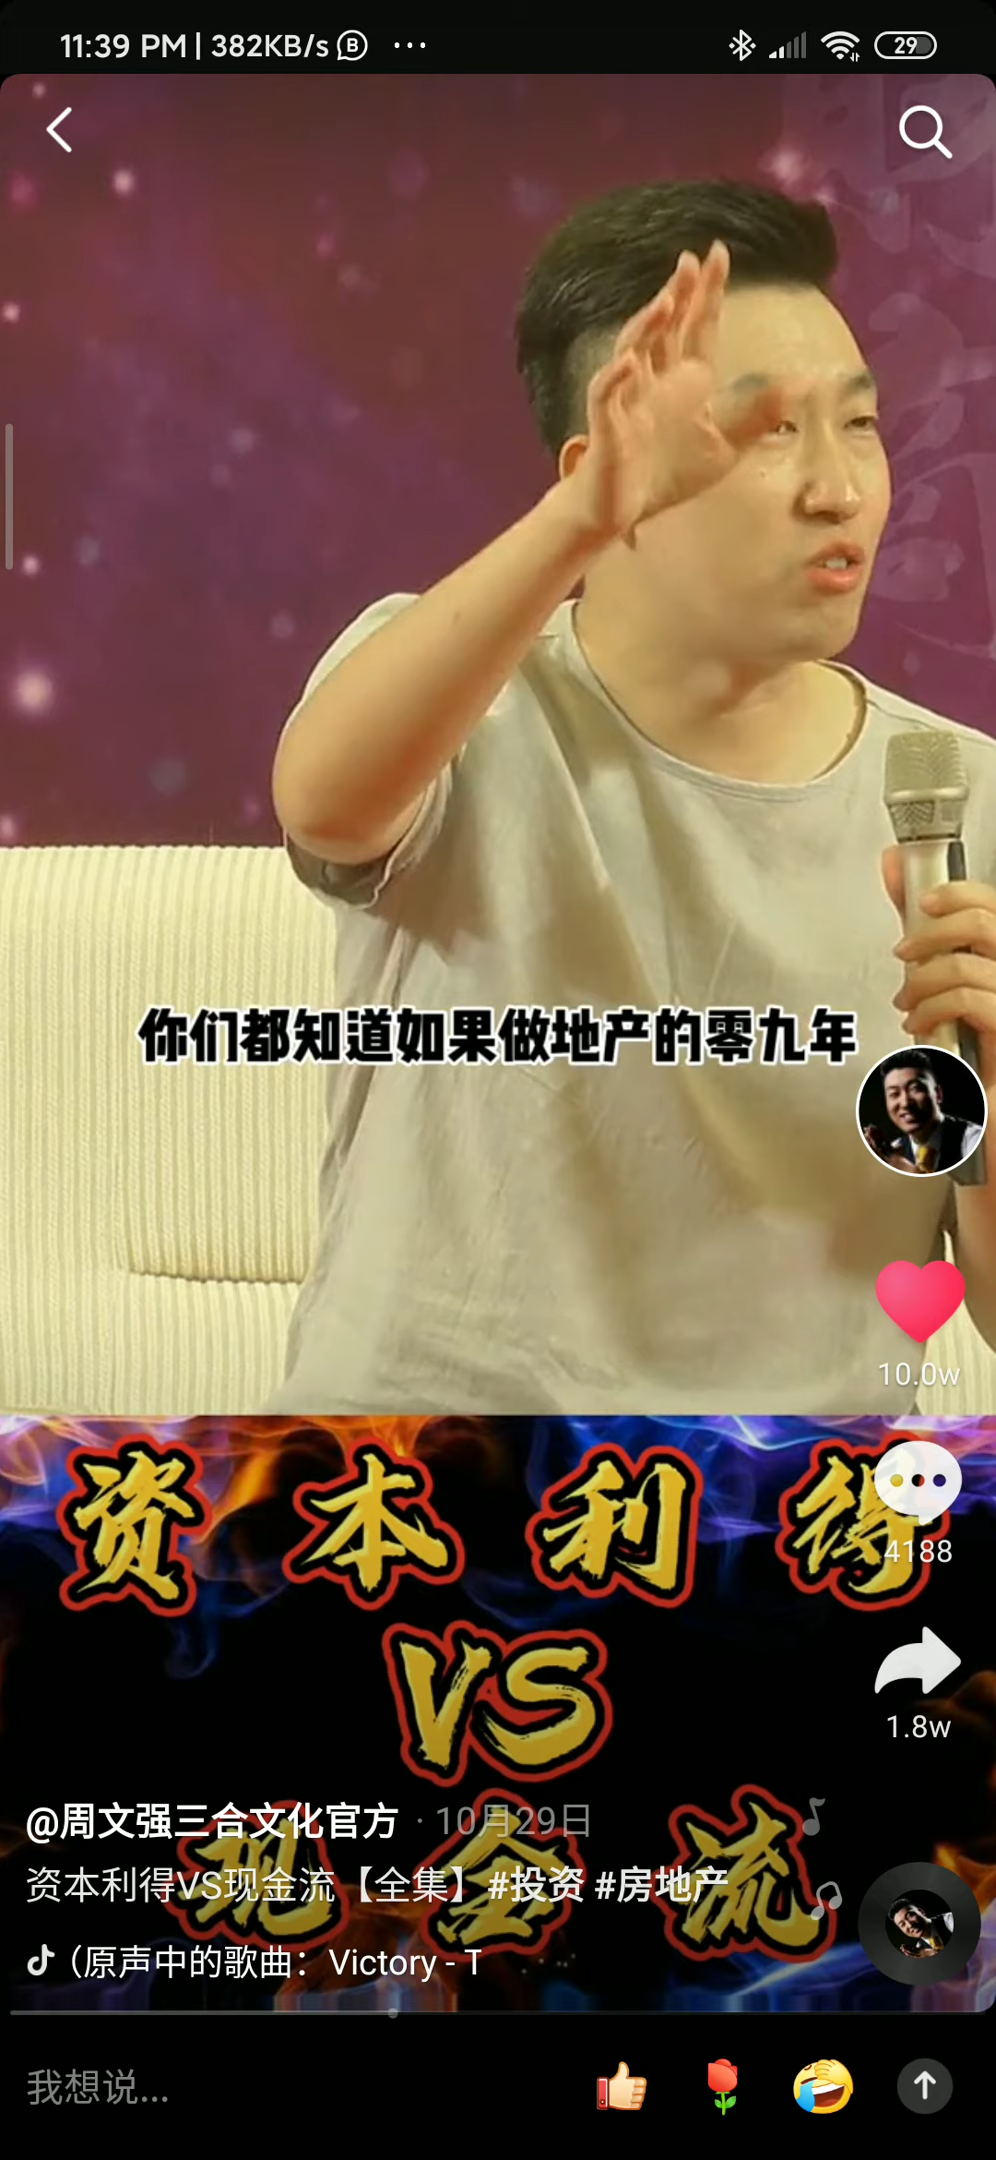 11:39 PM | 382KB/s B ...
29
你们都知道如果做地产的零九年
10.0w
资本利得
4188
VS
1.8w
@周文强三合文化官方 · 10月29日
现金流
资本利得VS现金流【全集】#投资 #房地产
（原声中的歌曲：Victory - T
我想说...